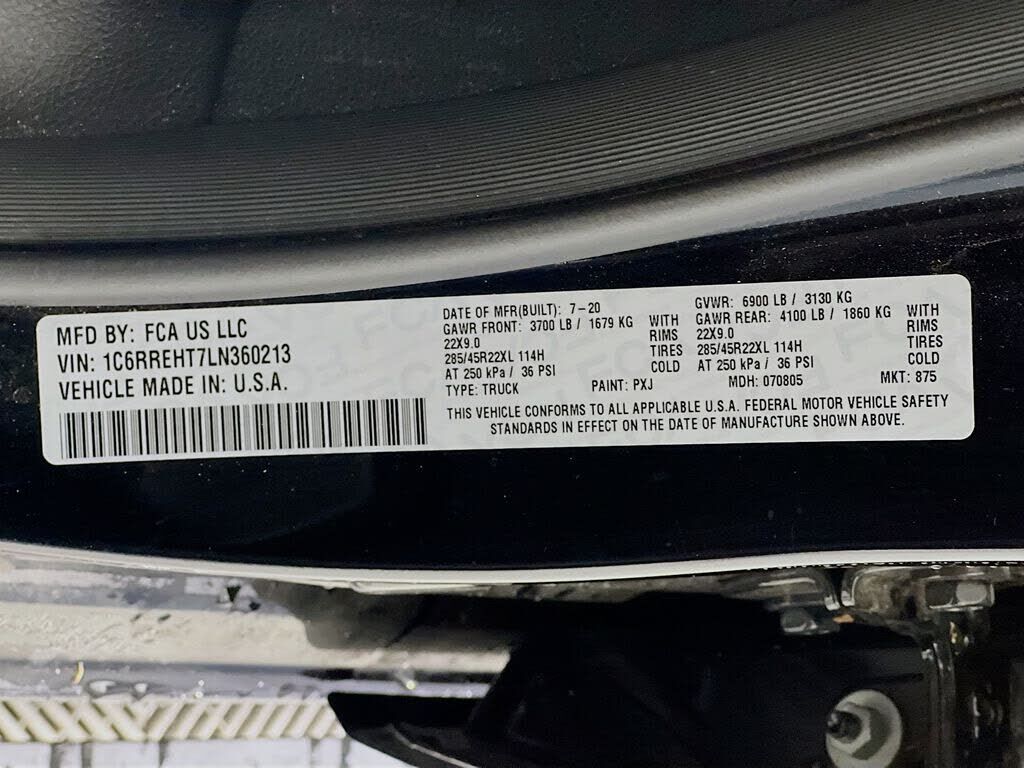 MFD BY: FCA US LLC
VIN: 1C6RREHT7LN360213
VEHICLE MADE IN: U.S.A.
DATE OF MFR(BUILT): 7-20
GAWR FRONT: 3700 LB / 1679 KG WITH
22X9.0 RIMS
285/45R22XL 114H TIRES
AT 250 kPa / 36 PSI COLD
GVWR: 6900 LB / 3130 KG
GAWR REAR: 4100 LB / 1860 KG WITH
22X9.0 RIMS
285/45R22XL 114H TIRES
AT 250 kPa / 36 PSI COLD
TYPE: TRUCK PAINT: PXJ MDH: 070805 MKT: 875
THIS VEHICLE CONFORMS TO ALL APPLICABLE U.S.A. FEDERAL MOTOR VEHICLE SAFETY
STANDARDS IN EFFECT ON THE DATE OF MANUFACTURE SHOWN ABOVE.